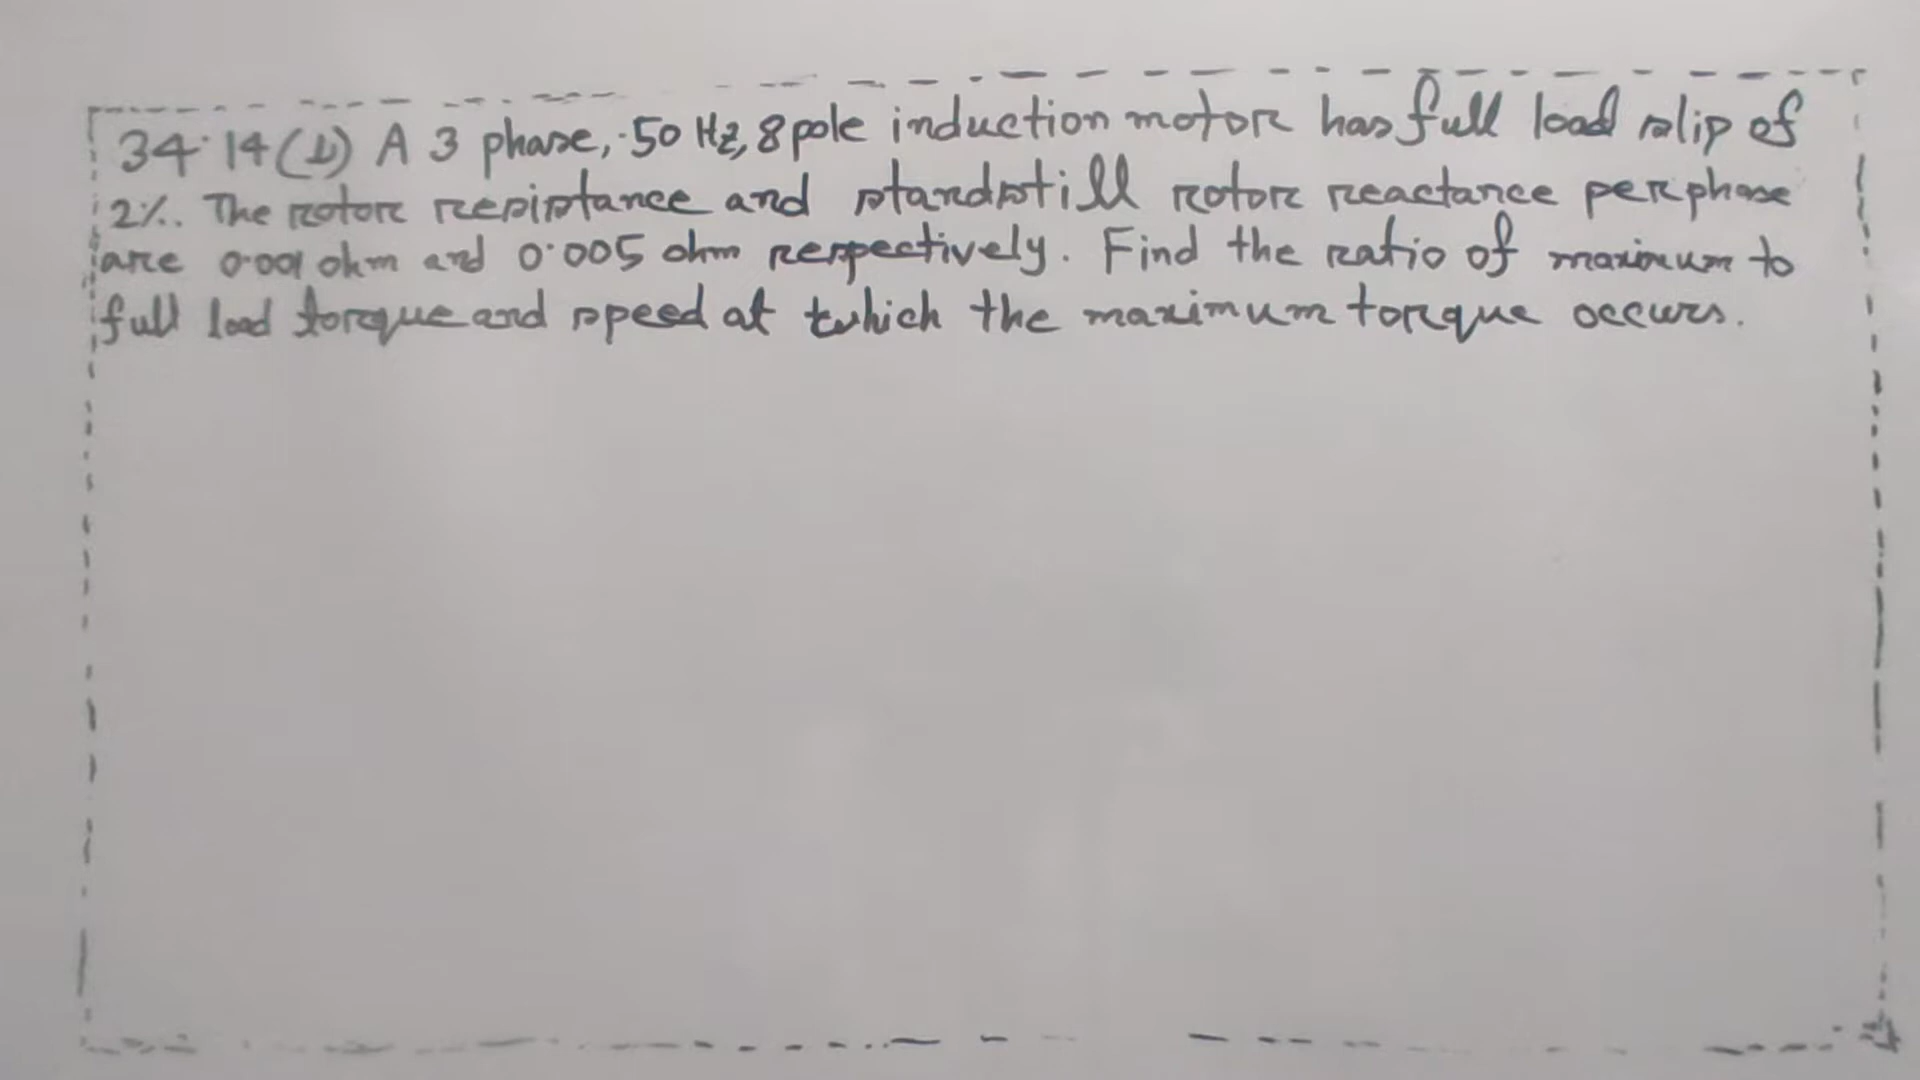 34.14(b) A 3 phase, 50 Hz, 8 pole induction motor has full load slip of
2%. The rotor resistance and standstill rotor reactance per phase
are 0.001 ohm and 0.005 ohm respectively. Find the ratio of maximum to
full load torque and speed at which the maximum torque occurs.